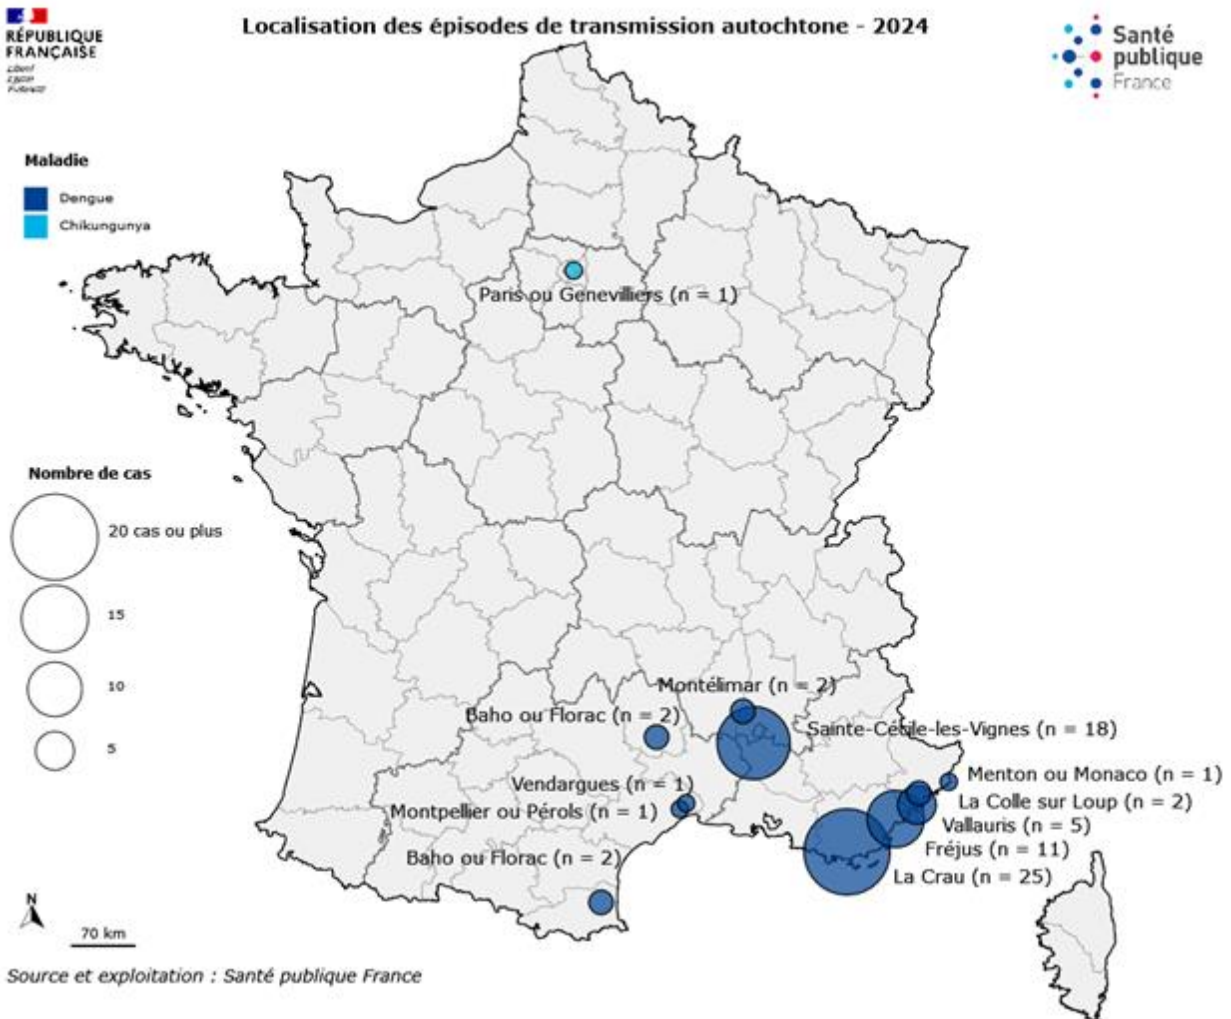 Localisation des épisodes de transmission autochtone - 2024
RÉPUBLIQUE
FRANÇAISE
Santé
publique
France
Maladie
Dengue
Chikungunya
Paris ou Genevilliers (n = 1)
Nombre de cas
20 cas ou plus
15
10
5
Montélimar (n = 2)
Baho ou Florac (n = 2)
Sainte-Cécile-les-Vignes (n = 18)
Menton ou Monaco (n = 1)
Vendargues (n = 1)
La Colle sur Loup (n = 2)
Montpellier ou Pérols (n = 1)
Vallauris (n = 5)
Fréjus (n = 11)
Baho ou Florac (n = 2)
La Crau (n = 25)
N
70 km
Source et exploitation : Santé publique France